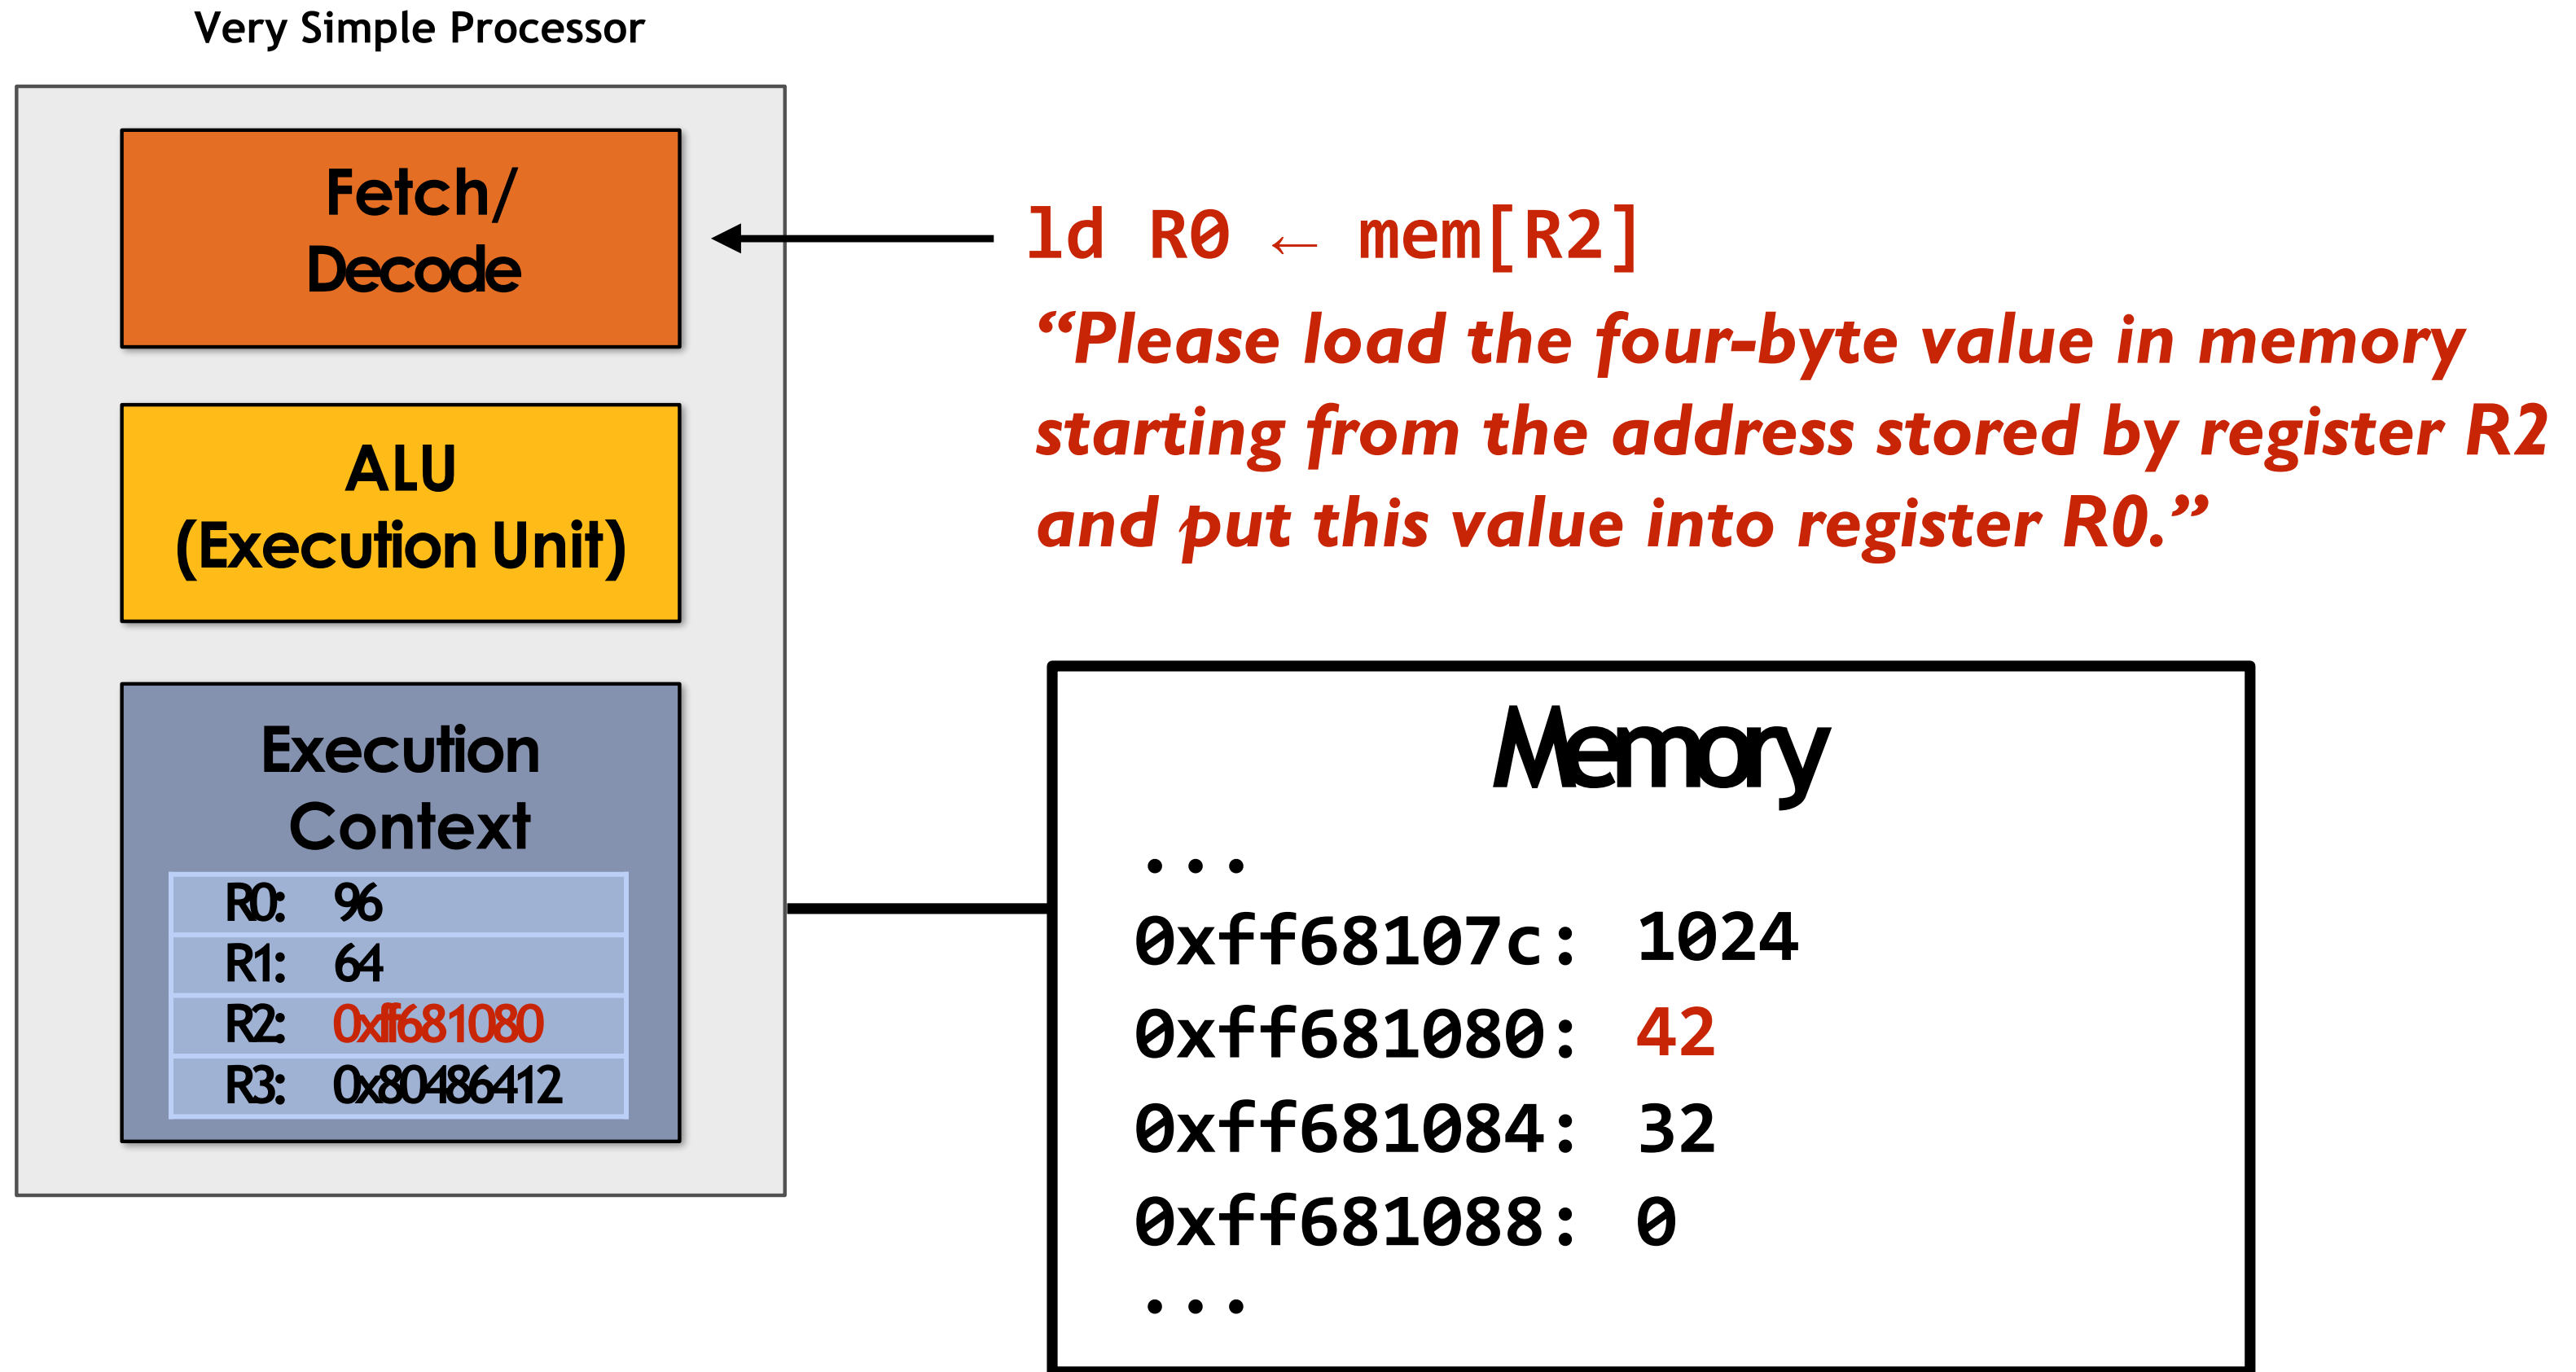 Very Simple Processor
Fetch/
Decode
ld R0 ← mem[R2]
“Please load the four-byte value in memory
starting from the address stored by register R2
and put this value into register R0.”
ALU
(Execution Unit)
Execution
Context
R0: 96
R1: 64
R2: 0xff681080
R3: 0x80486412
Memory
...
0xff68107c: 1024
0xff681080: 42
0xff681084: 32
0xff681088: 0
...